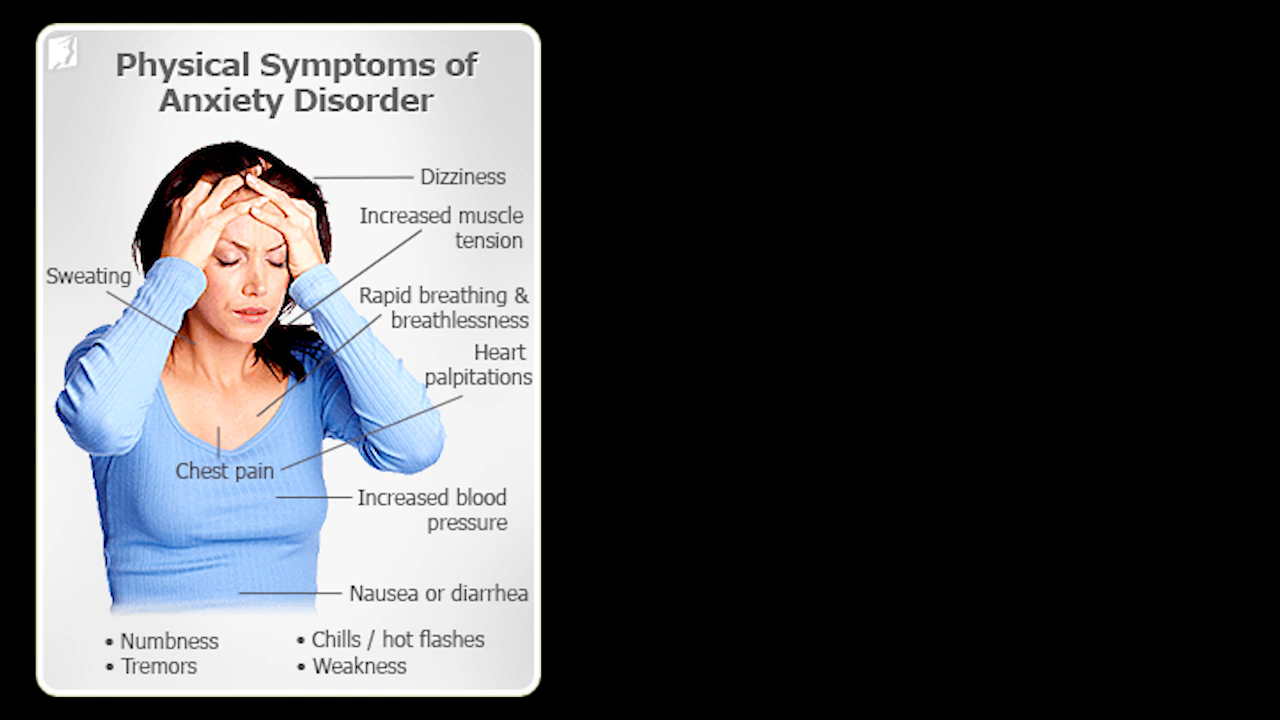 Physical Symptoms of
Anxiety Disorder
Dizziness
Increased muscle
tension
Sweating
Rapid breathing &
breathlessness
Heart
palpitations
Chest pain
Increased blood
pressure
Nausea or diarrhea
• Numbness
• Tremors
• Chills / hot flashes
• Weakness